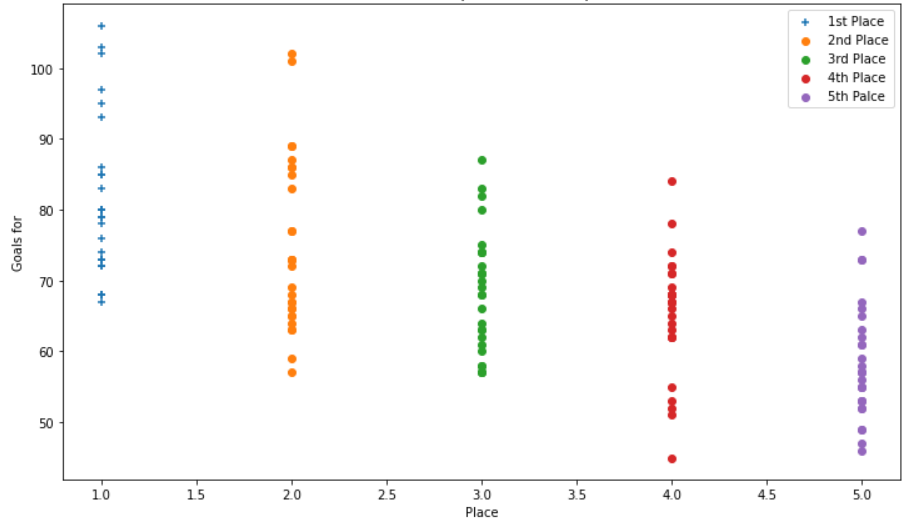 1st Place
2nd Place
3rd Place
4th Place
5th Palce
100
90
80
70
60
50
Goals for
1.0 1.5 2.0 2.5 3.0 3.5 4.0 4.5 5.0
Place